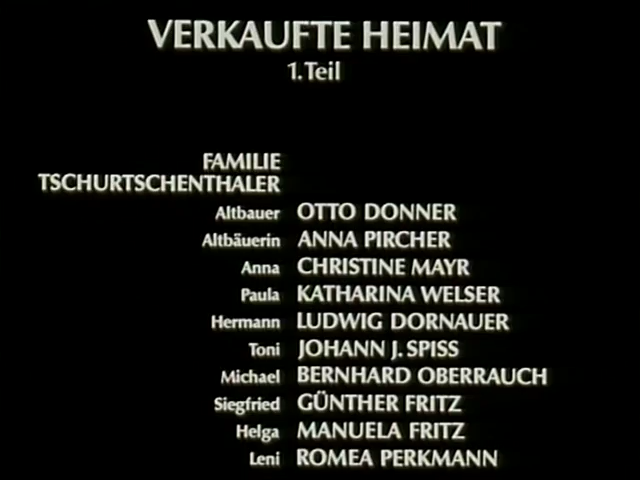 VERKAUFTE HEIMAT
1. Teil
FAMILIE
TSCHURTSCHENTHALER
Altbauer OTTO DONNER
Altbäuerin ANNA PIRCHER
Anna CHRISTINE MAYR
Paula KATHARINA WELSER
Hermann LUDWIG DORNAUER
Toni JOHANN J. SPISS
Michael BERNHARD OBERRAUCH
Siegfried GÜNTHER FRITZ
Helga MANUELA FRITZ
Leni ROMEA PERKMANN